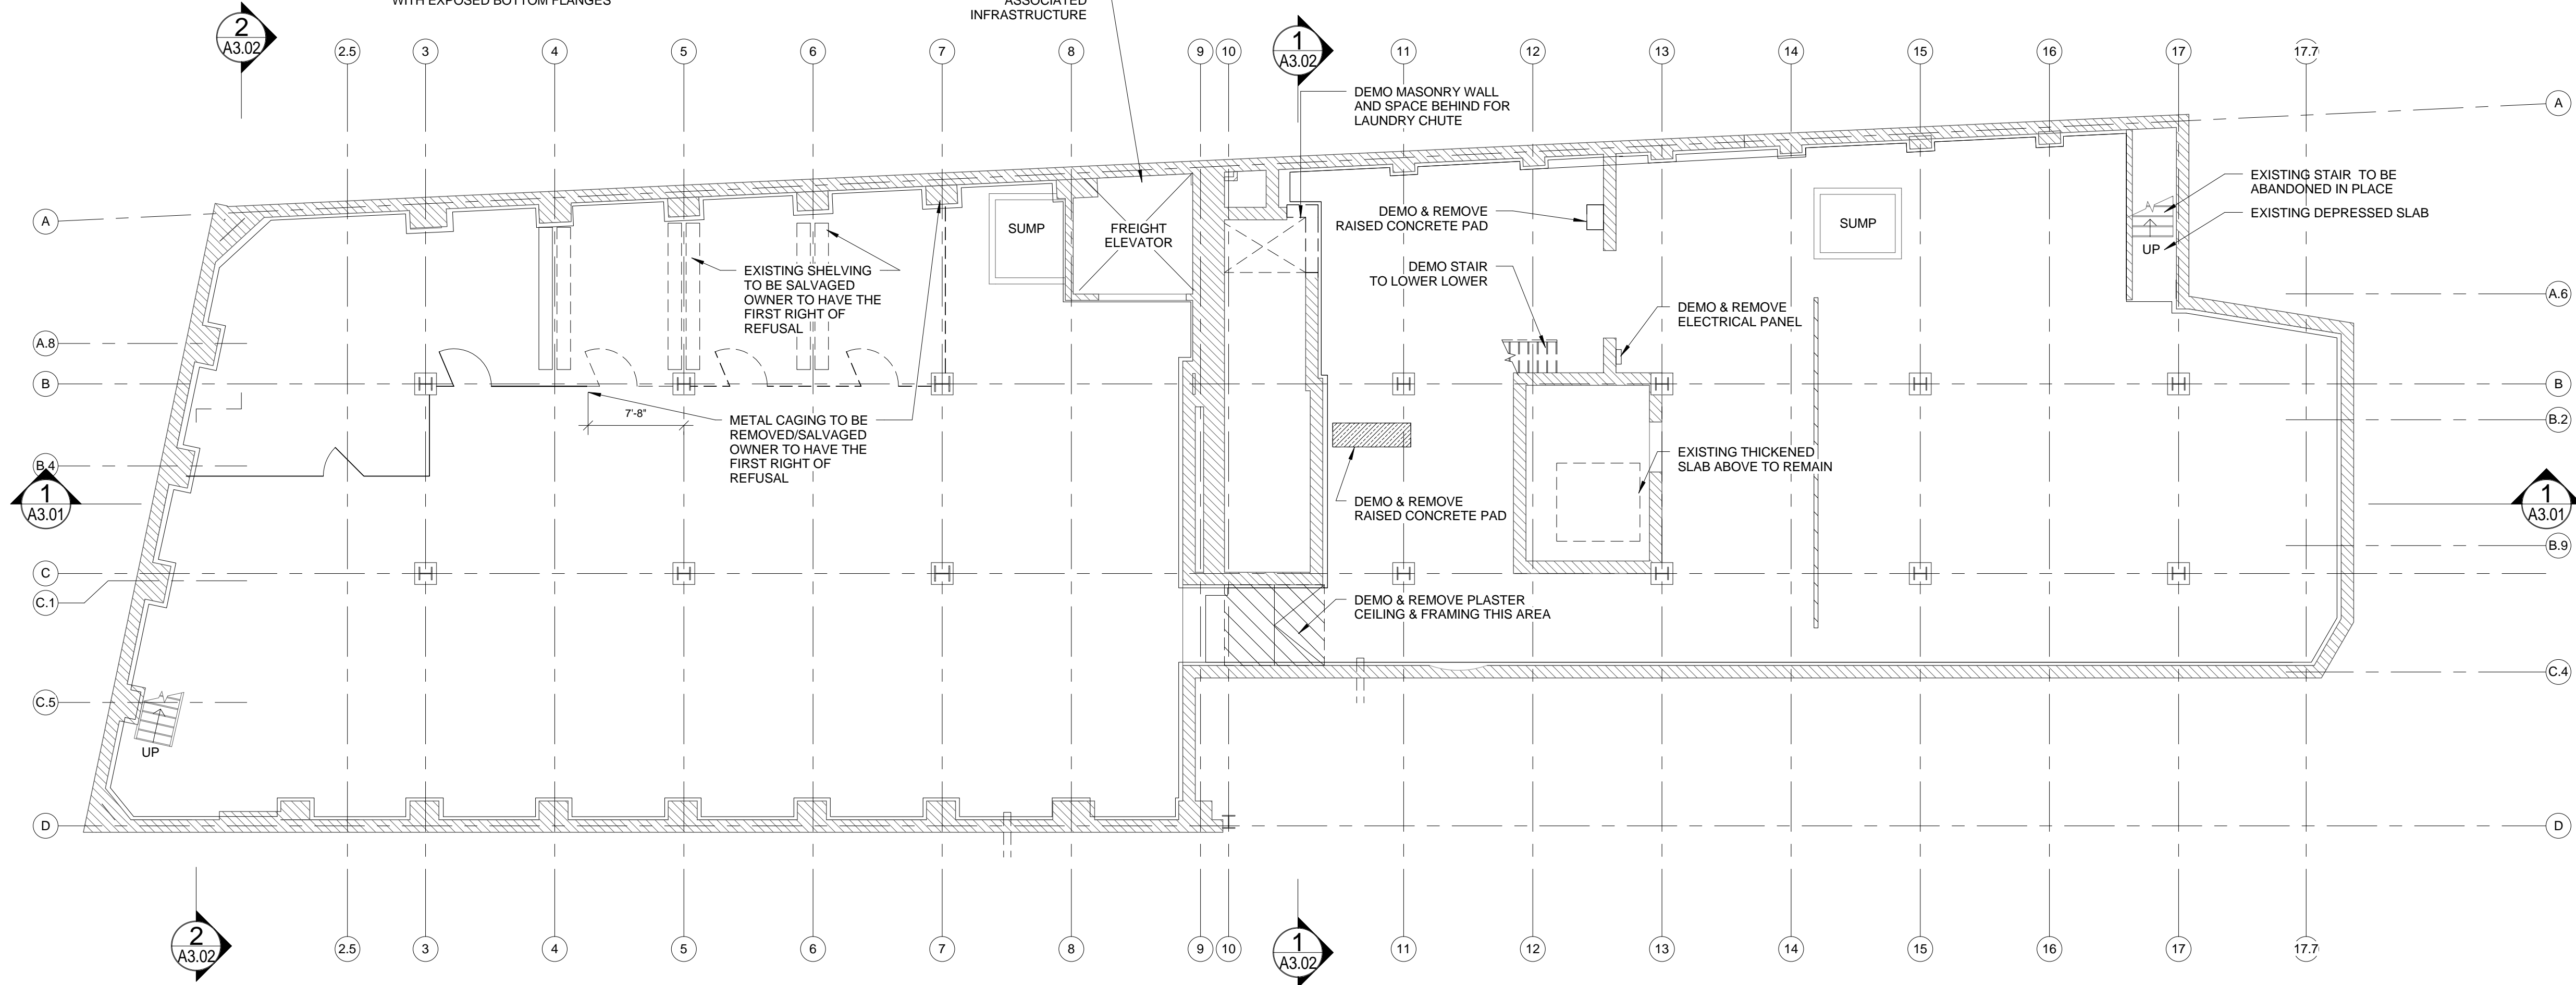 WITH EXPOSED BOTTOM FLANGES
ASSOCIATED
INFRASTRUCTURE
2
A3.02
1
A3.02
2.5
3
4
5
6
7
8
9
10
11
12
13
14
15
16
17
17.7
A
A
DEMO MASONRY WALL
AND SPACE BEHIND FOR
LAUNDRY CHUTE
EXISTING STAIR TO BE
ABANDONED IN PLACE
EXISTING DEPRESSED SLAB
UP
SUMP
FREIGHT
ELEVATOR
DEMO & REMOVE
RAISED CONCRETE PAD
SUMP
EXISTING SHELVING
TO BE SALVAGED
OWNER TO HAVE THE
FIRST RIGHT OF
REFUSAL
DEMO STAIR
TO LOWER LOWER
DEMO & REMOVE
ELECTRICAL PANEL
A.6
A.8
B
B
B.2
7'-8"
METAL CAGING TO BE
REMOVED/SALVAGED
OWNER TO HAVE THE
FIRST RIGHT OF
REFUSAL
EXISTING THICKENED
SLAB ABOVE TO REMAIN
B.4
1
A3.01
1
A3.01
DEMO & REMOVE
RAISED CONCRETE PAD
B.9
C
C.1
DEMO & REMOVE PLASTER
CEILING & FRAMING THIS AREA
C.4
C.5
UP
D
D
2
A3.02
1
A3.02
2.5
3
4
5
6
7
8
9
10
11
12
13
14
15
16
17
17.7